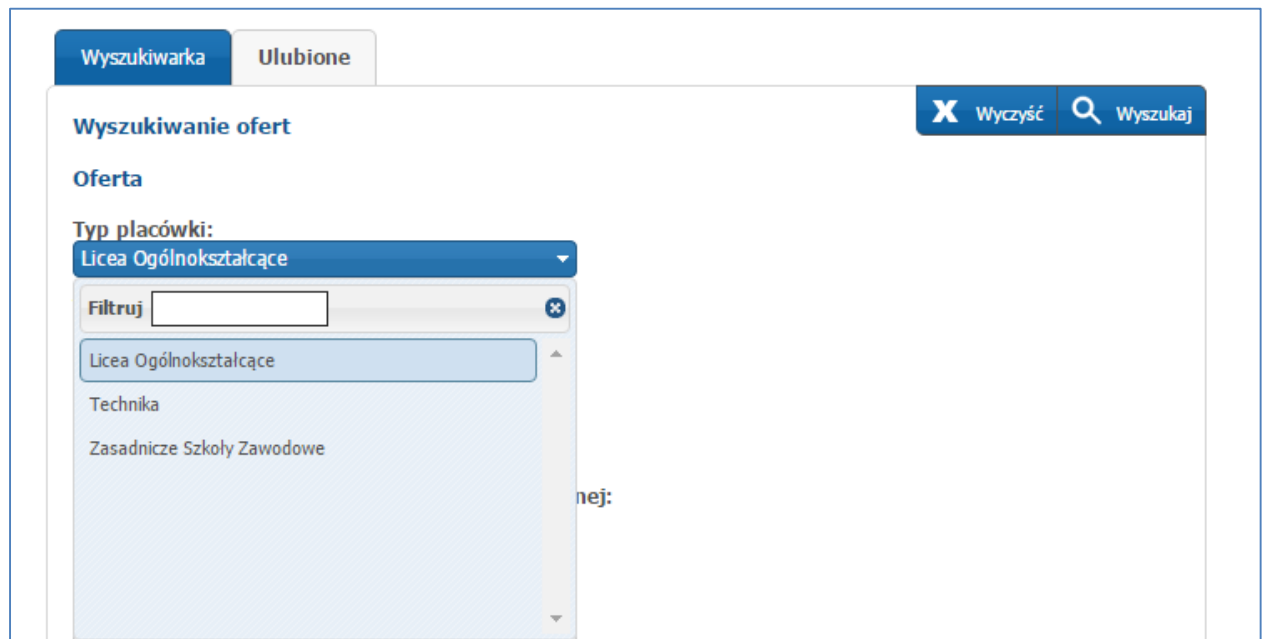 Wyszukiwarka Ulubione
Wyczyść Wyszukaj
Wyszukiwanie ofert
Oferta
Typ placówki:
Licea Ogólnokształcące
Filtruj
Licea Ogólnokształcące
Technika
Zasadnicze Szkoły Zawodowe
nej: